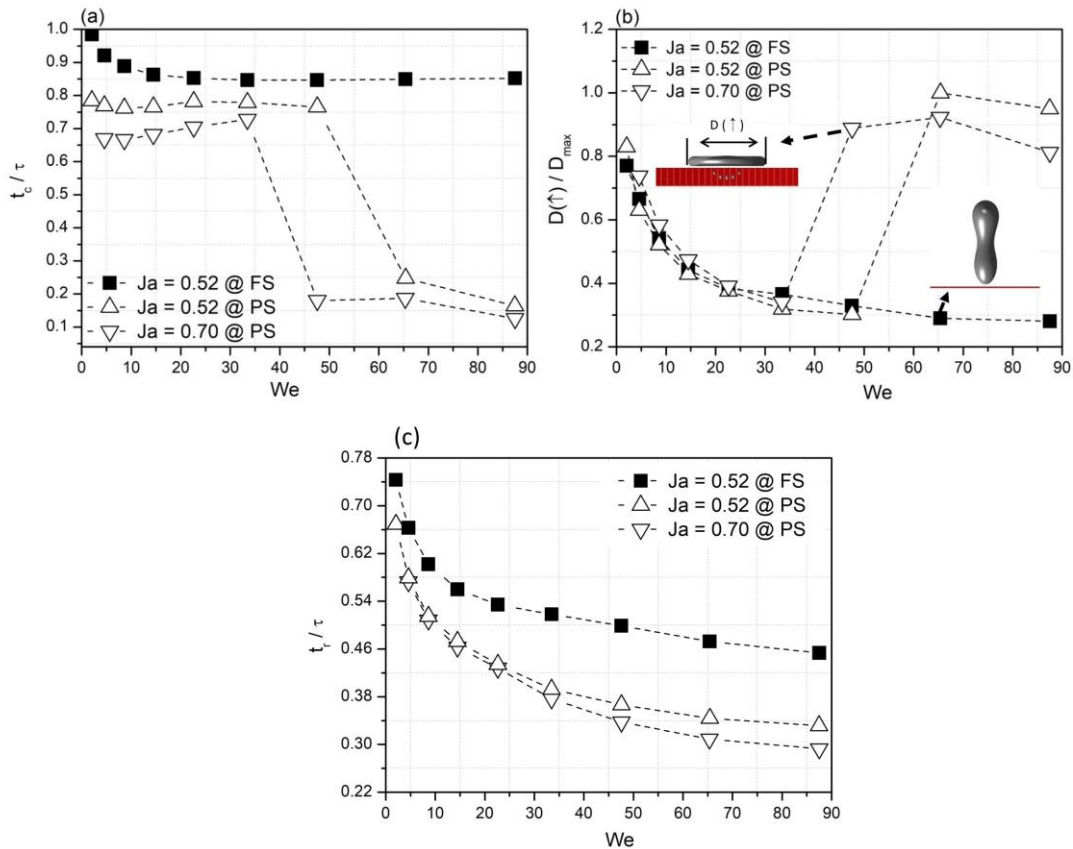 (a)
1.0
0.9
0.8
0.7
0.6
0.5
0.4
0.3
0.2
0.1
t_c / τ
Ja = 0.52 @ FS
Ja = 0.52 @ PS
Ja = 0.70 @ PS
0 10 20 30 40 50 60 70 80 90
We
(b)
1.2
1.0
0.8
0.6
0.4
0.2
D(↑) / D_max
Ja = 0.52 @ FS
Ja = 0.52 @ PS
Ja = 0.70 @ PS
D (↑)
0 10 20 30 40 50 60 70 80 90
We
(c)
0.78
0.70
0.62
0.54
0.46
0.38
0.30
0.22
t_r / τ
Ja = 0.52 @ FS
Ja = 0.52 @ PS
Ja = 0.70 @ PS
0 10 20 30 40 50 60 70 80 90
We